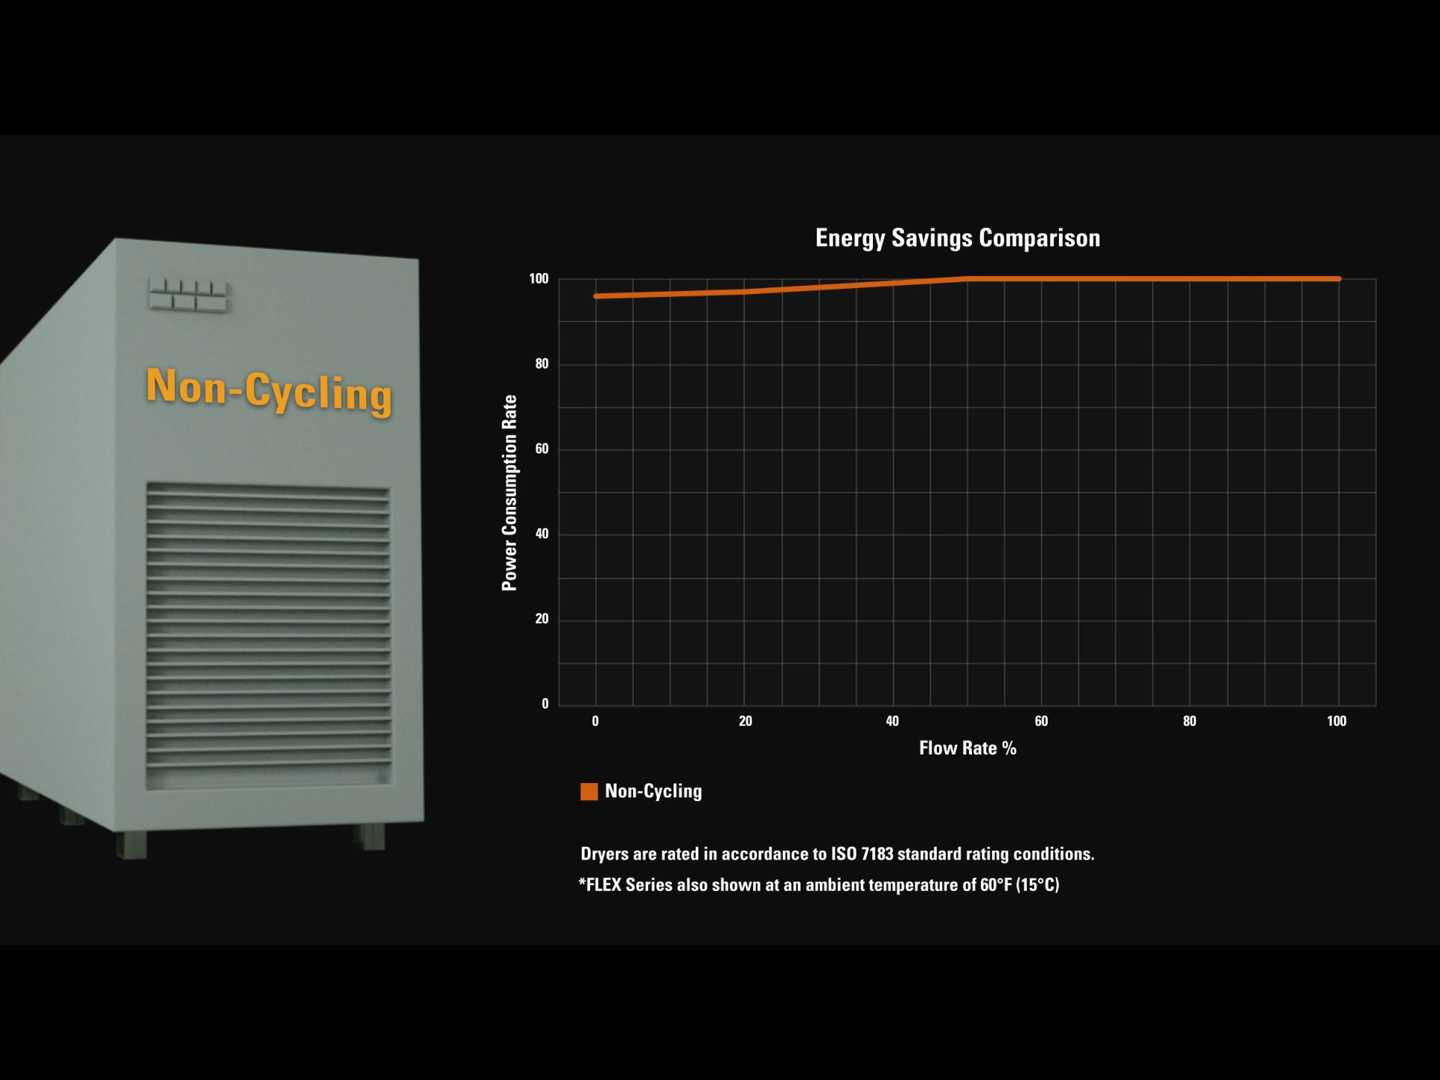 Non-Cycling
Energy Savings Comparison
100
80
60
40
20
0
Power Consumption Rate
0 20 40 60 80 100
Flow Rate %
Non-Cycling
Dryers are rated in accordance to ISO 7183 standard rating conditions.
*FLEX Series also shown at an ambient temperature of 60°F (15°C)